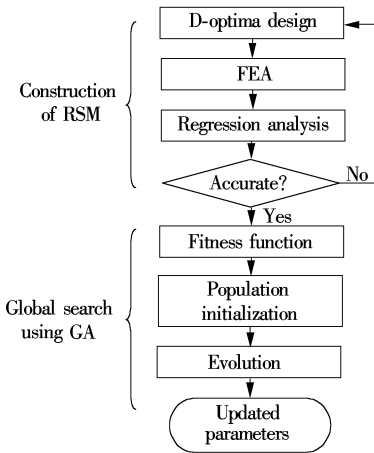 D-optima design
FEA
Construction
of RSM
Regression analysis
Accurate?
No
Yes
Fitness function
Population
initialization
Global search
using GA
Evolution
Updated
parameters